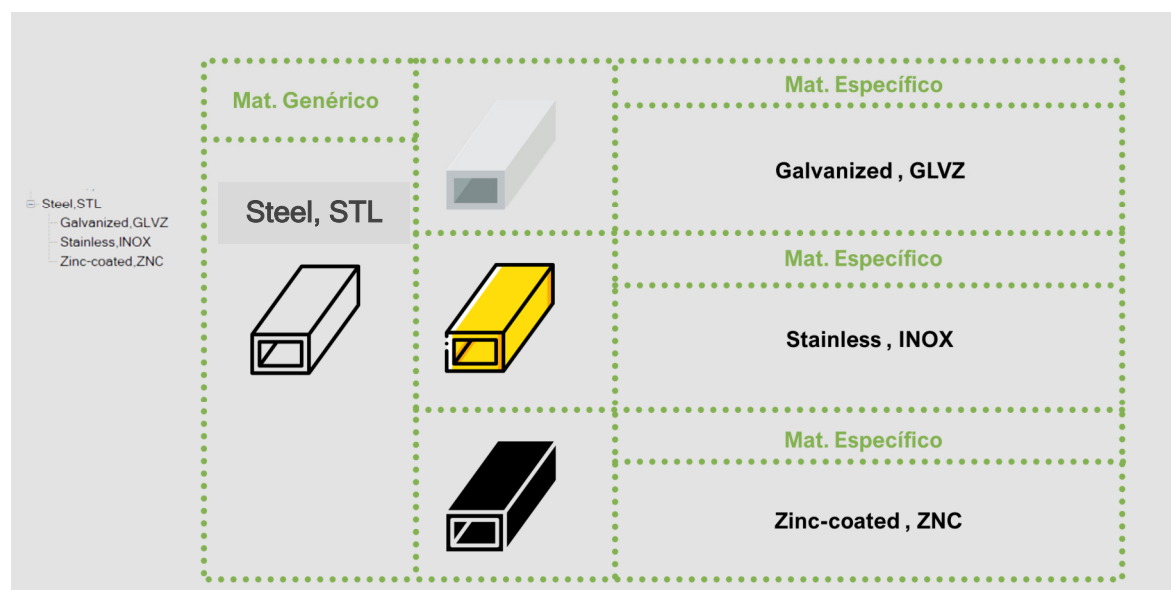 Steel,STL
Galvanized,GLVZ
Stainless,INOX
Zinc-coated,ZNC
Mat. Genérico
Steel, STL
Mat. Específico
Galvanized , GLVZ
Mat. Específico
Stainless , INOX
Mat. Específico
Zinc-coated , ZNC